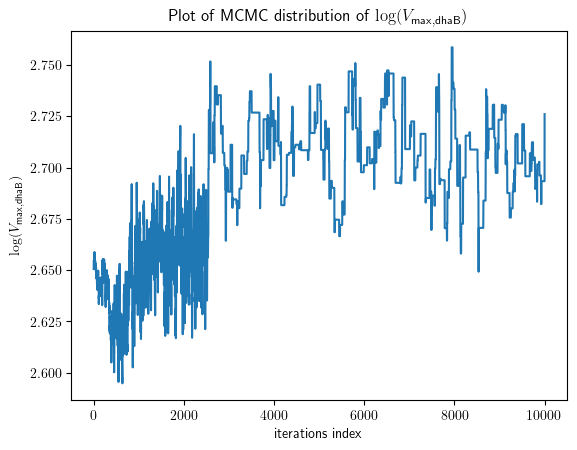 Plot of MCMC distribution of log(V_max,dhaB)
log(V_max,dhaB)
2.750
2.725
2.700
2.675
2.650
2.625
2.600
0 2000 4000 6000 8000 10000
iterations index